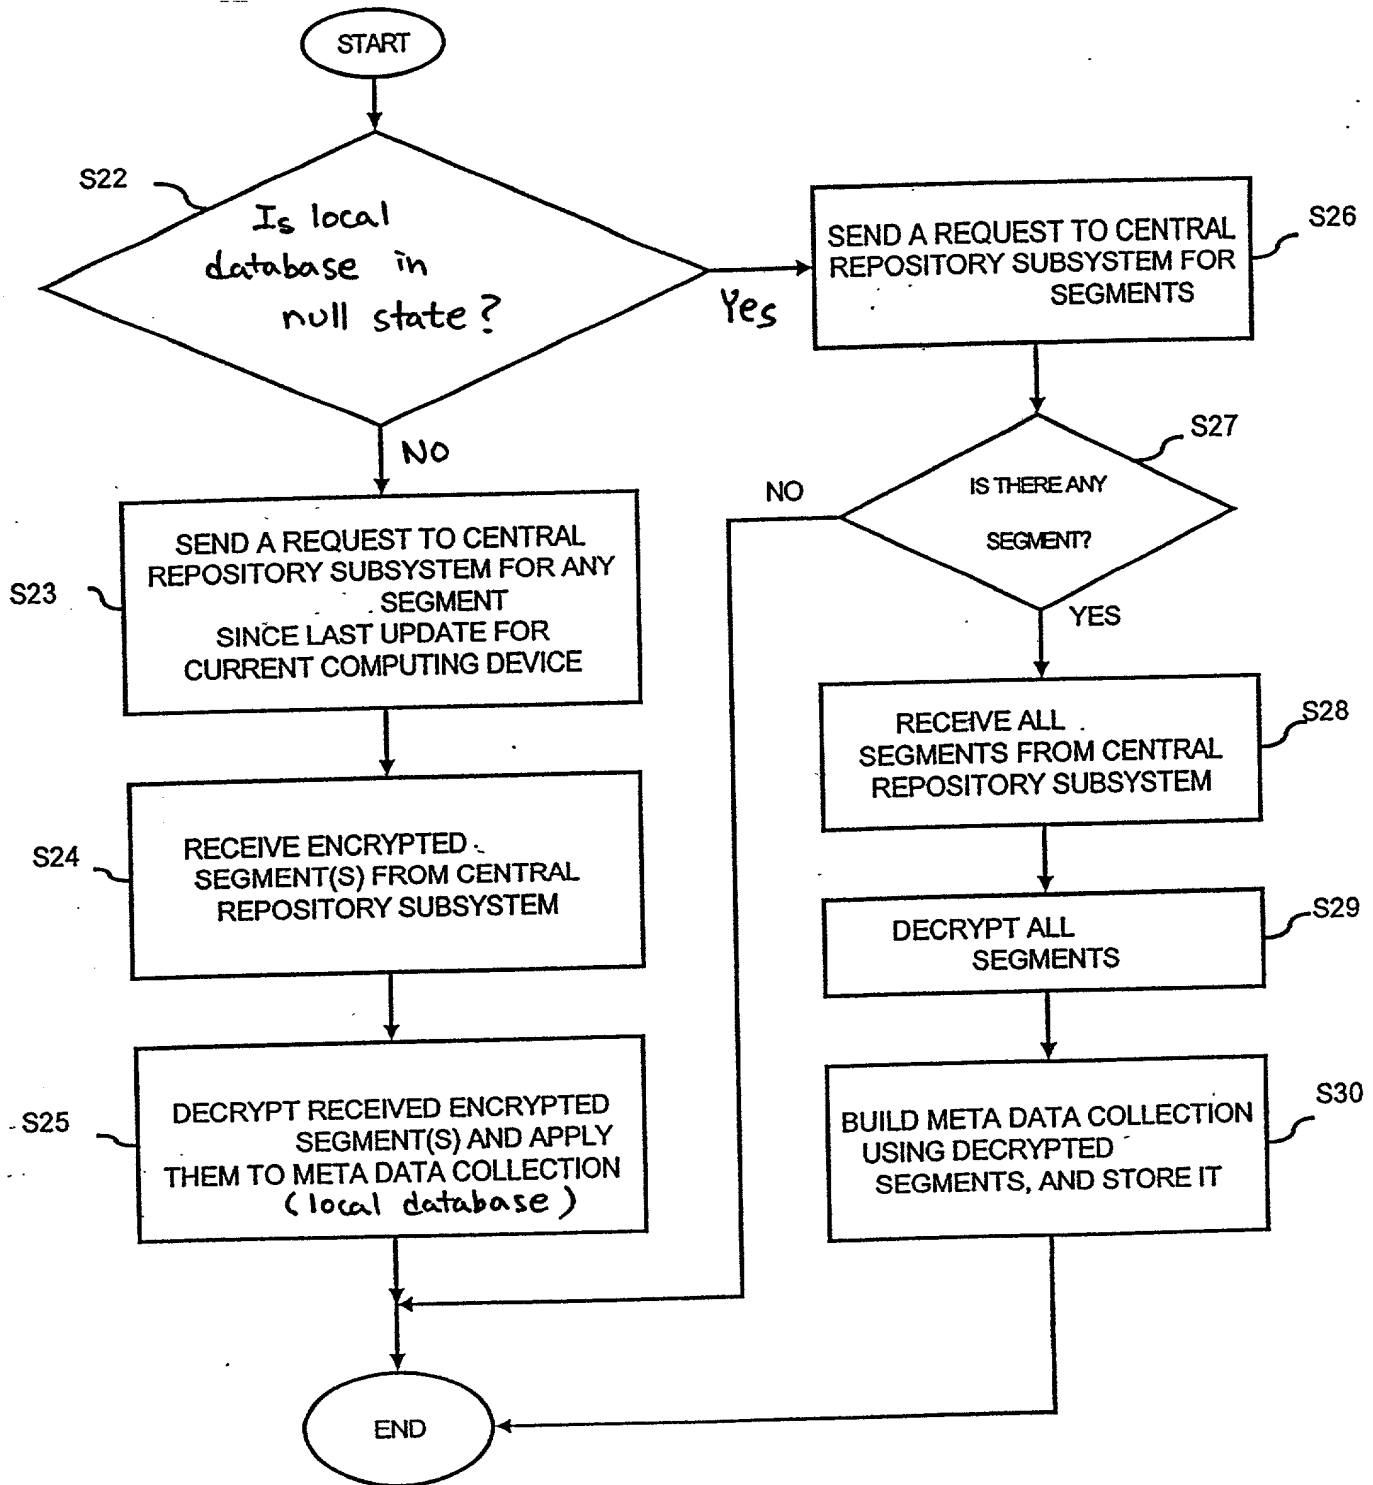 START
S22
Is local
database in
null state?
Yes
NO
S26
SEND A REQUEST TO CENTRAL
REPOSITORY SUBSYSTEM FOR
SEGMENTS
S27
IS THERE ANY
SEGMENT?
NO
YES
S23
SEND A REQUEST TO CENTRAL
REPOSITORY SUBSYSTEM FOR ANY
SEGMENT
SINCE LAST UPDATE FOR
CURRENT COMPUTING DEVICE
S28
RECEIVE ALL
SEGMENTS FROM CENTRAL
REPOSITORY SUBSYSTEM
S24
RECEIVE ENCRYPTED
SEGMENT(S) FROM CENTRAL
REPOSITORY SUBSYSTEM
S29
DECRYPT ALL
SEGMENTS
S25
DECRYPT RECEIVED ENCRYPTED
SEGMENT(S) AND APPLY
THEM TO META DATA COLLECTION
(local database)
S30
BUILD META DATA COLLECTION
USING DECRYPTED
SEGMENTS, AND STORE IT
END